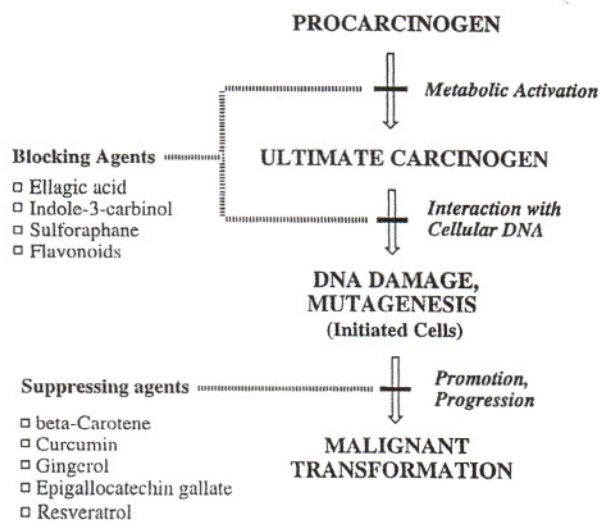 PROCARCINOGEN
Metabolic Activation
Blocking Agents
ULTIMATE CARCINOGEN
□ Ellagic acid
□ Indole-3-carbinol
□ Sulforaphane
□ Flavonoids
Interaction with
Cellular DNA
DNA DAMAGE,
MUTAGENESIS
(Initiated Cells)
Suppressing agents
Promotion,
Progression
□ beta-Carotene
□ Curcumin
□ Gingerol
□ Epigallocatechin gallate
□ Resveratrol
MALIGNANT
TRANSFORMATION